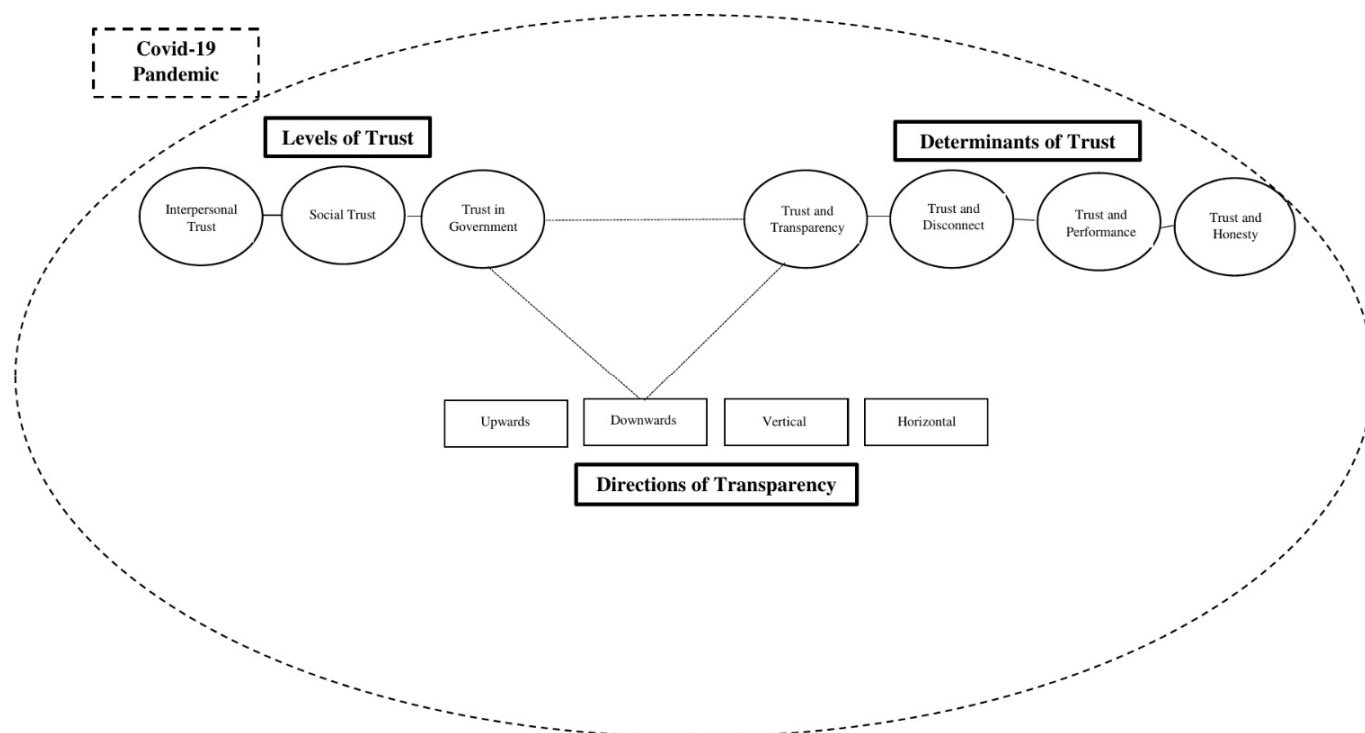 Covid-19
Pandemic
Levels of Trust
Determinants of Trust
Interpersonal
Trust
Social Trust
Trust in
Government
Trust and
Transparency
Trust and
Disconnect
Trust and
Performance
Trust and
Honesty
Upwards
Downwards
Vertical
Horizontal
Directions of Transparency